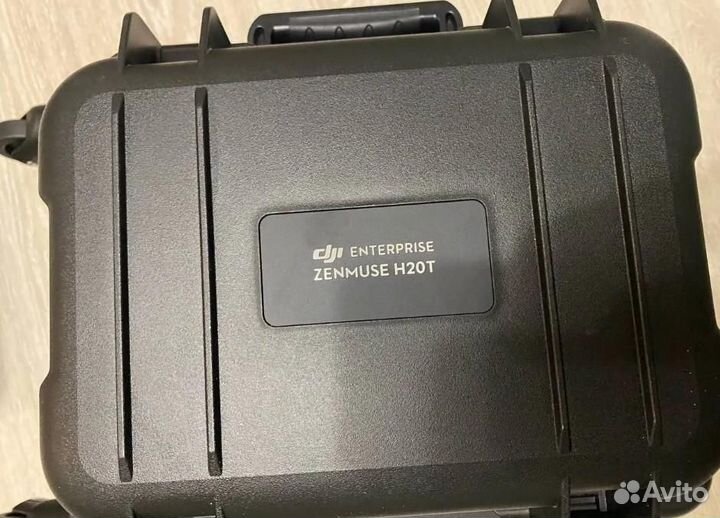 dji ENTERPRISE
ZENMUSE H20T
Avito